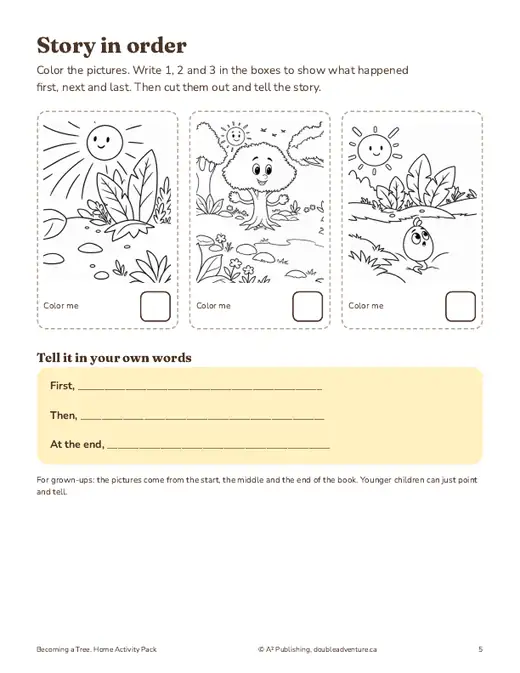 Story in order
Color the pictures. Write 1, 2 and 3 in the boxes to show what happened
first, next and last. Then cut them out and tell the story.
Color me
Color me
Color me
Tell it in your own words
First, ____________________________________________
Then, ____________________________________________
At the end, ________________________________________
For grown-ups: the pictures come from the start, the middle and the end of the book. Younger children can just point
and tell.
Becoming a Tree. Home Activity Pack
© A² Publishing, doubleadventure.ca
5